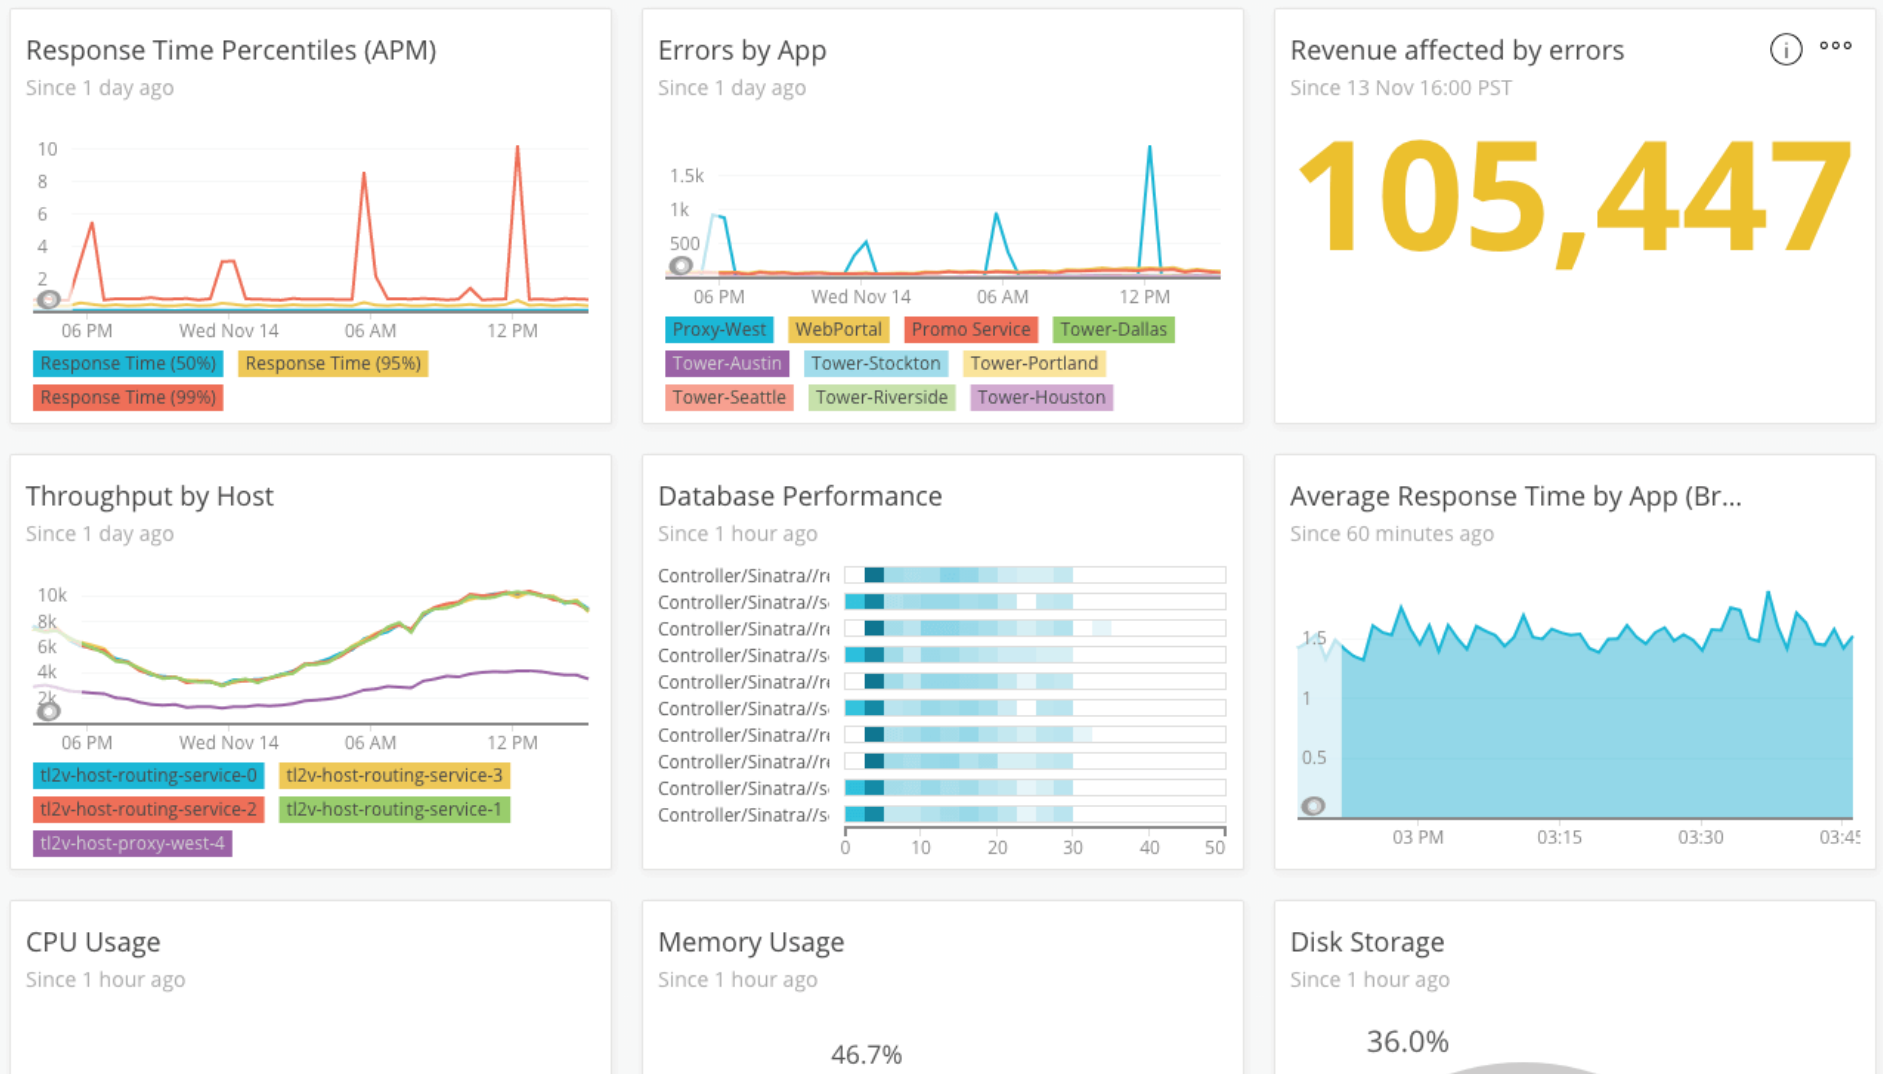 Response Time Percentiles (APM)
Since 1 day ago
10
8
6
4
2
06 PM Wed Nov 14 06 AM 12 PM
Response Time (50%) Response Time (95%)
Response Time (99%)
Errors by App
Since 1 day ago
1.5k
1k
500
06 PM Wed Nov 14 06 AM 12 PM
Proxy-West WebPortal Promo Service Tower-Dallas
Tower-Austin Tower-Stockton Tower-Portland
Tower-Seattle Tower-Riverside Tower-Houston
Revenue affected by errors
Since 13 Nov 16:00 PST
105,447
Throughput by Host
Since 1 day ago
10k
8k
6k
4k
2k
06 PM Wed Nov 14 06 AM 12 PM
tl2v-host-routing-service-0 tl2v-host-routing-service-3
tl2v-host-routing-service-2 tl2v-host-routing-service-1
tl2v-host-proxy-west-4
Database Performance
Since 1 hour ago
Controller/Sinatra//re
Controller/Sinatra//s
Controller/Sinatra//re
Controller/Sinatra//s
Controller/Sinatra//re
Controller/Sinatra//s
Controller/Sinatra//re
Controller/Sinatra//re
Controller/Sinatra//s
Controller/Sinatra//s
0 10 20 30 40 50
Average Response Time by App (Br...
Since 60 minutes ago
1.5
1
0.5
03 PM 03:15 03:30 03:45
CPU Usage
Since 1 hour ago
Memory Usage
Since 1 hour ago
46.7%
Disk Storage
Since 1 hour ago
36.0%